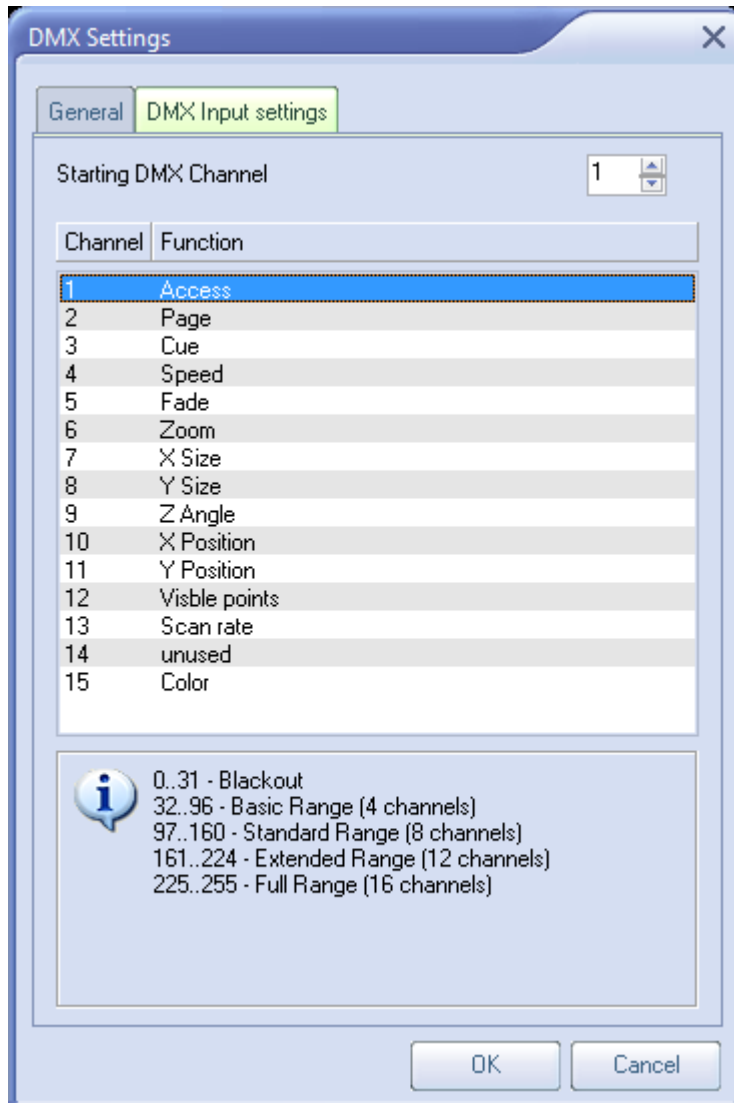 DMX Settings
General DMX Input settings
Starting DMX Channel 1
Channel Function
1 Access
2 Page
3 Cue
4 Speed
5 Fade
6 Zoom
7 X Size
8 Y Size
9 Z Angle
10 X Position
11 Y Position
12 Visble points
13 Scan rate
14 unused
15 Color
0..31 - Blackout
32..96 - Basic Range (4 channels)
97..160 - Standard Range (8 channels)
161..224 - Extended Range (12 channels)
225..255 - Full Range (16 channels)
OK Cancel